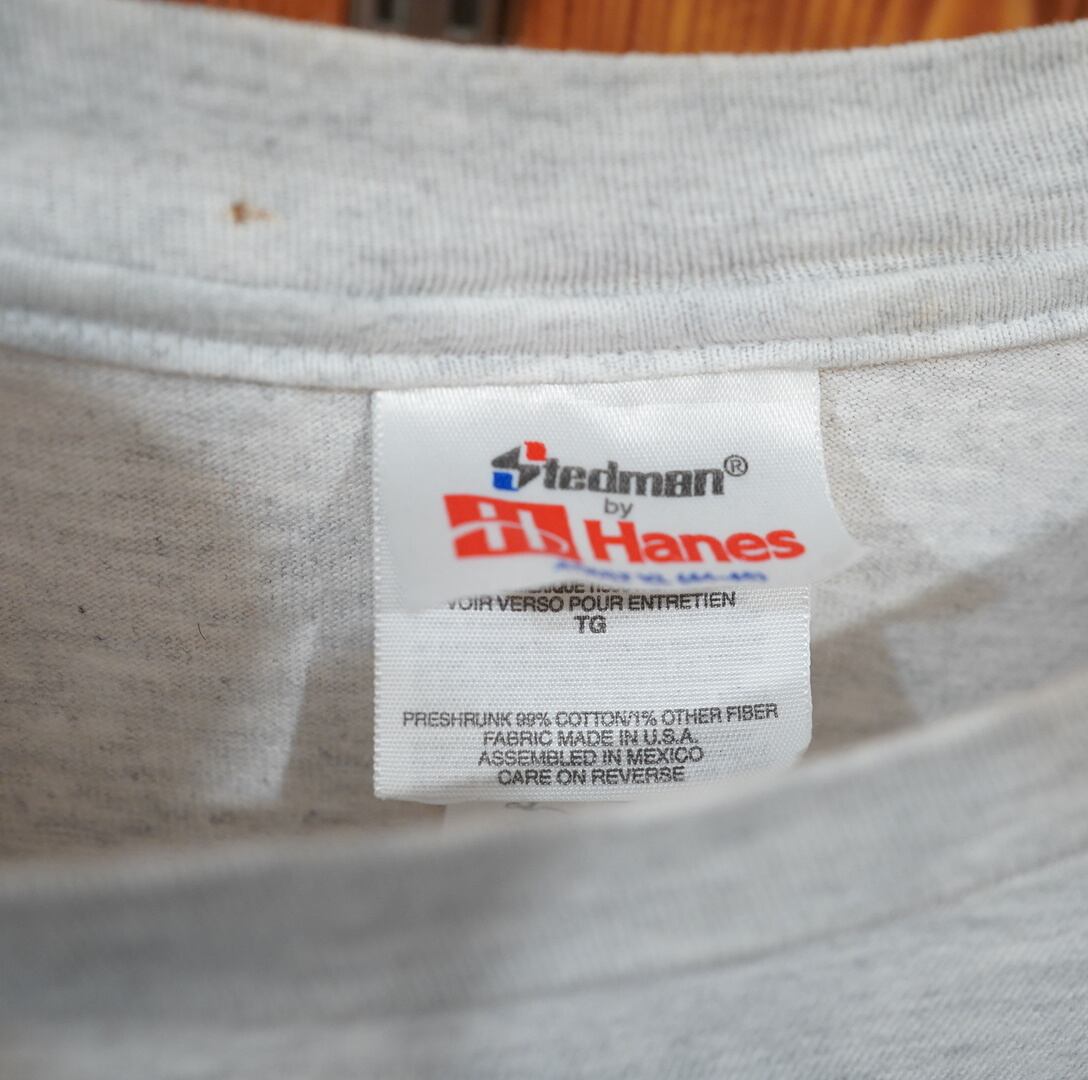 Stedman®
by
Hanes
VOIR VERSO POUR ENTRETIEN
TG
PRESHRUNK 99% COTTON/1% OTHER FIBER
FABRIC MADE IN U.S.A.
ASSEMBLED IN MEXICO
CARE ON REVERSE